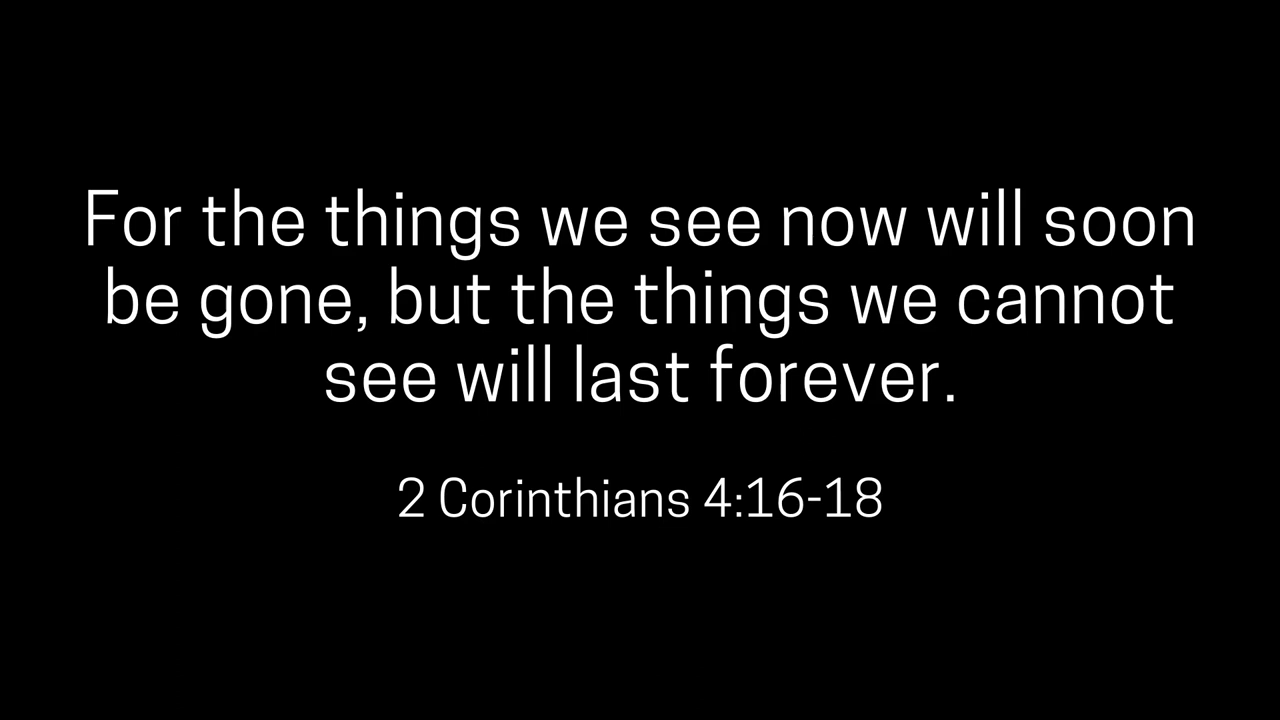 For the things we see now will soon
be gone, but the things we cannot
see will last forever.
2 Corinthians 4:16-18